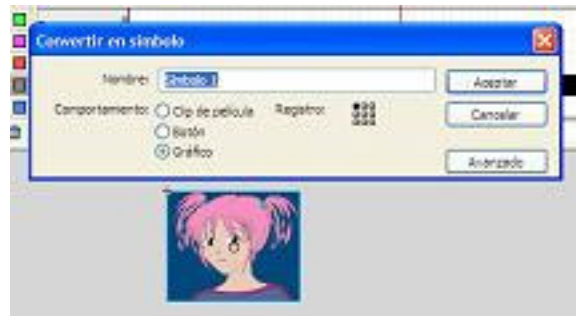 Convertir en símbolo
Nombre: Símbolo 1 Aceptar
Comportamiento: Clip de película Registro: Cancelar
Botón
Gráfico Avanzado